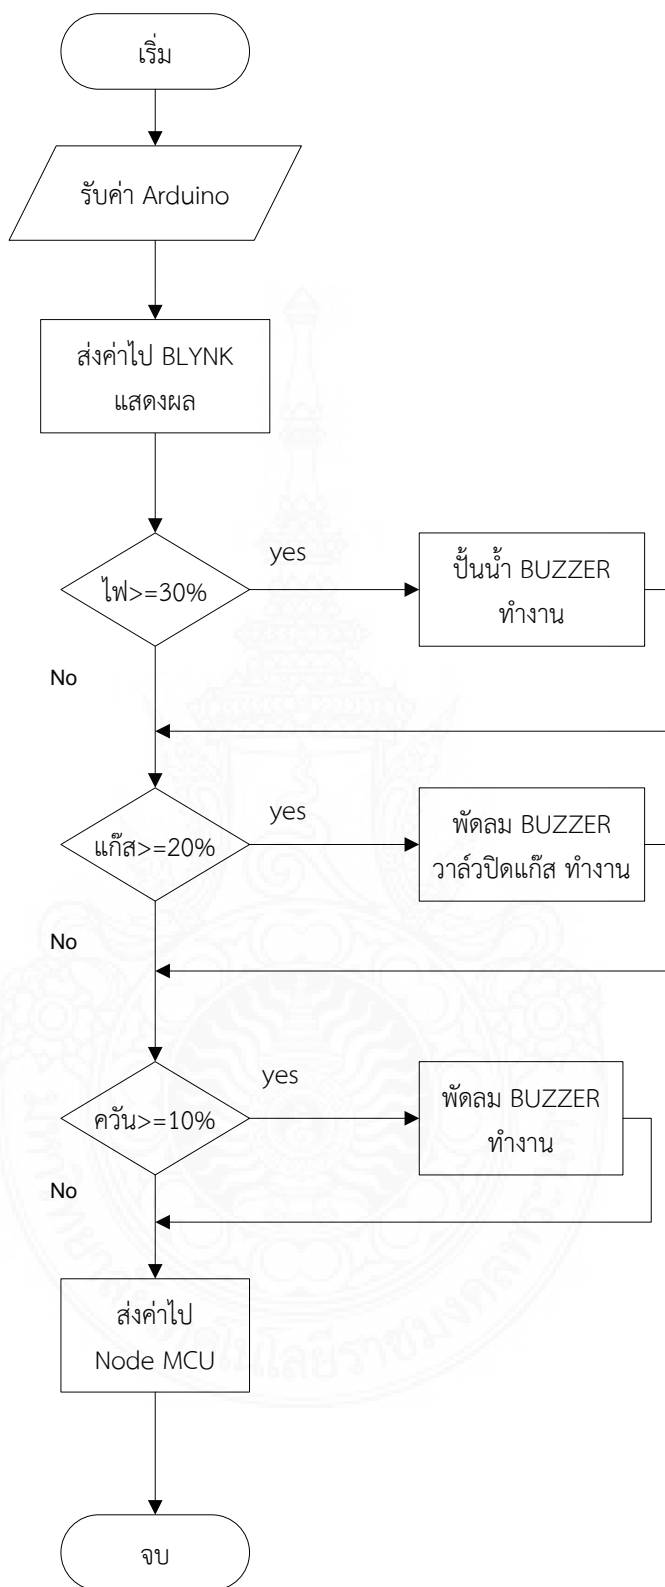 เริ่ม
รับค่า Arduino
ส่งค่าไป BLYNK
แสดงผล
ไฟ>=30%
yes
ปั้นน้ำ BUZZER
ทำงาน
No
แก๊ส>=20%
yes
พัดลม BUZZER
วาล์วปิดแก๊ส ทำงาน
No
ควัน>=10%
yes
พัดลม BUZZER
ทำงาน
No
ส่งค่าไป
Node MCU
จบ